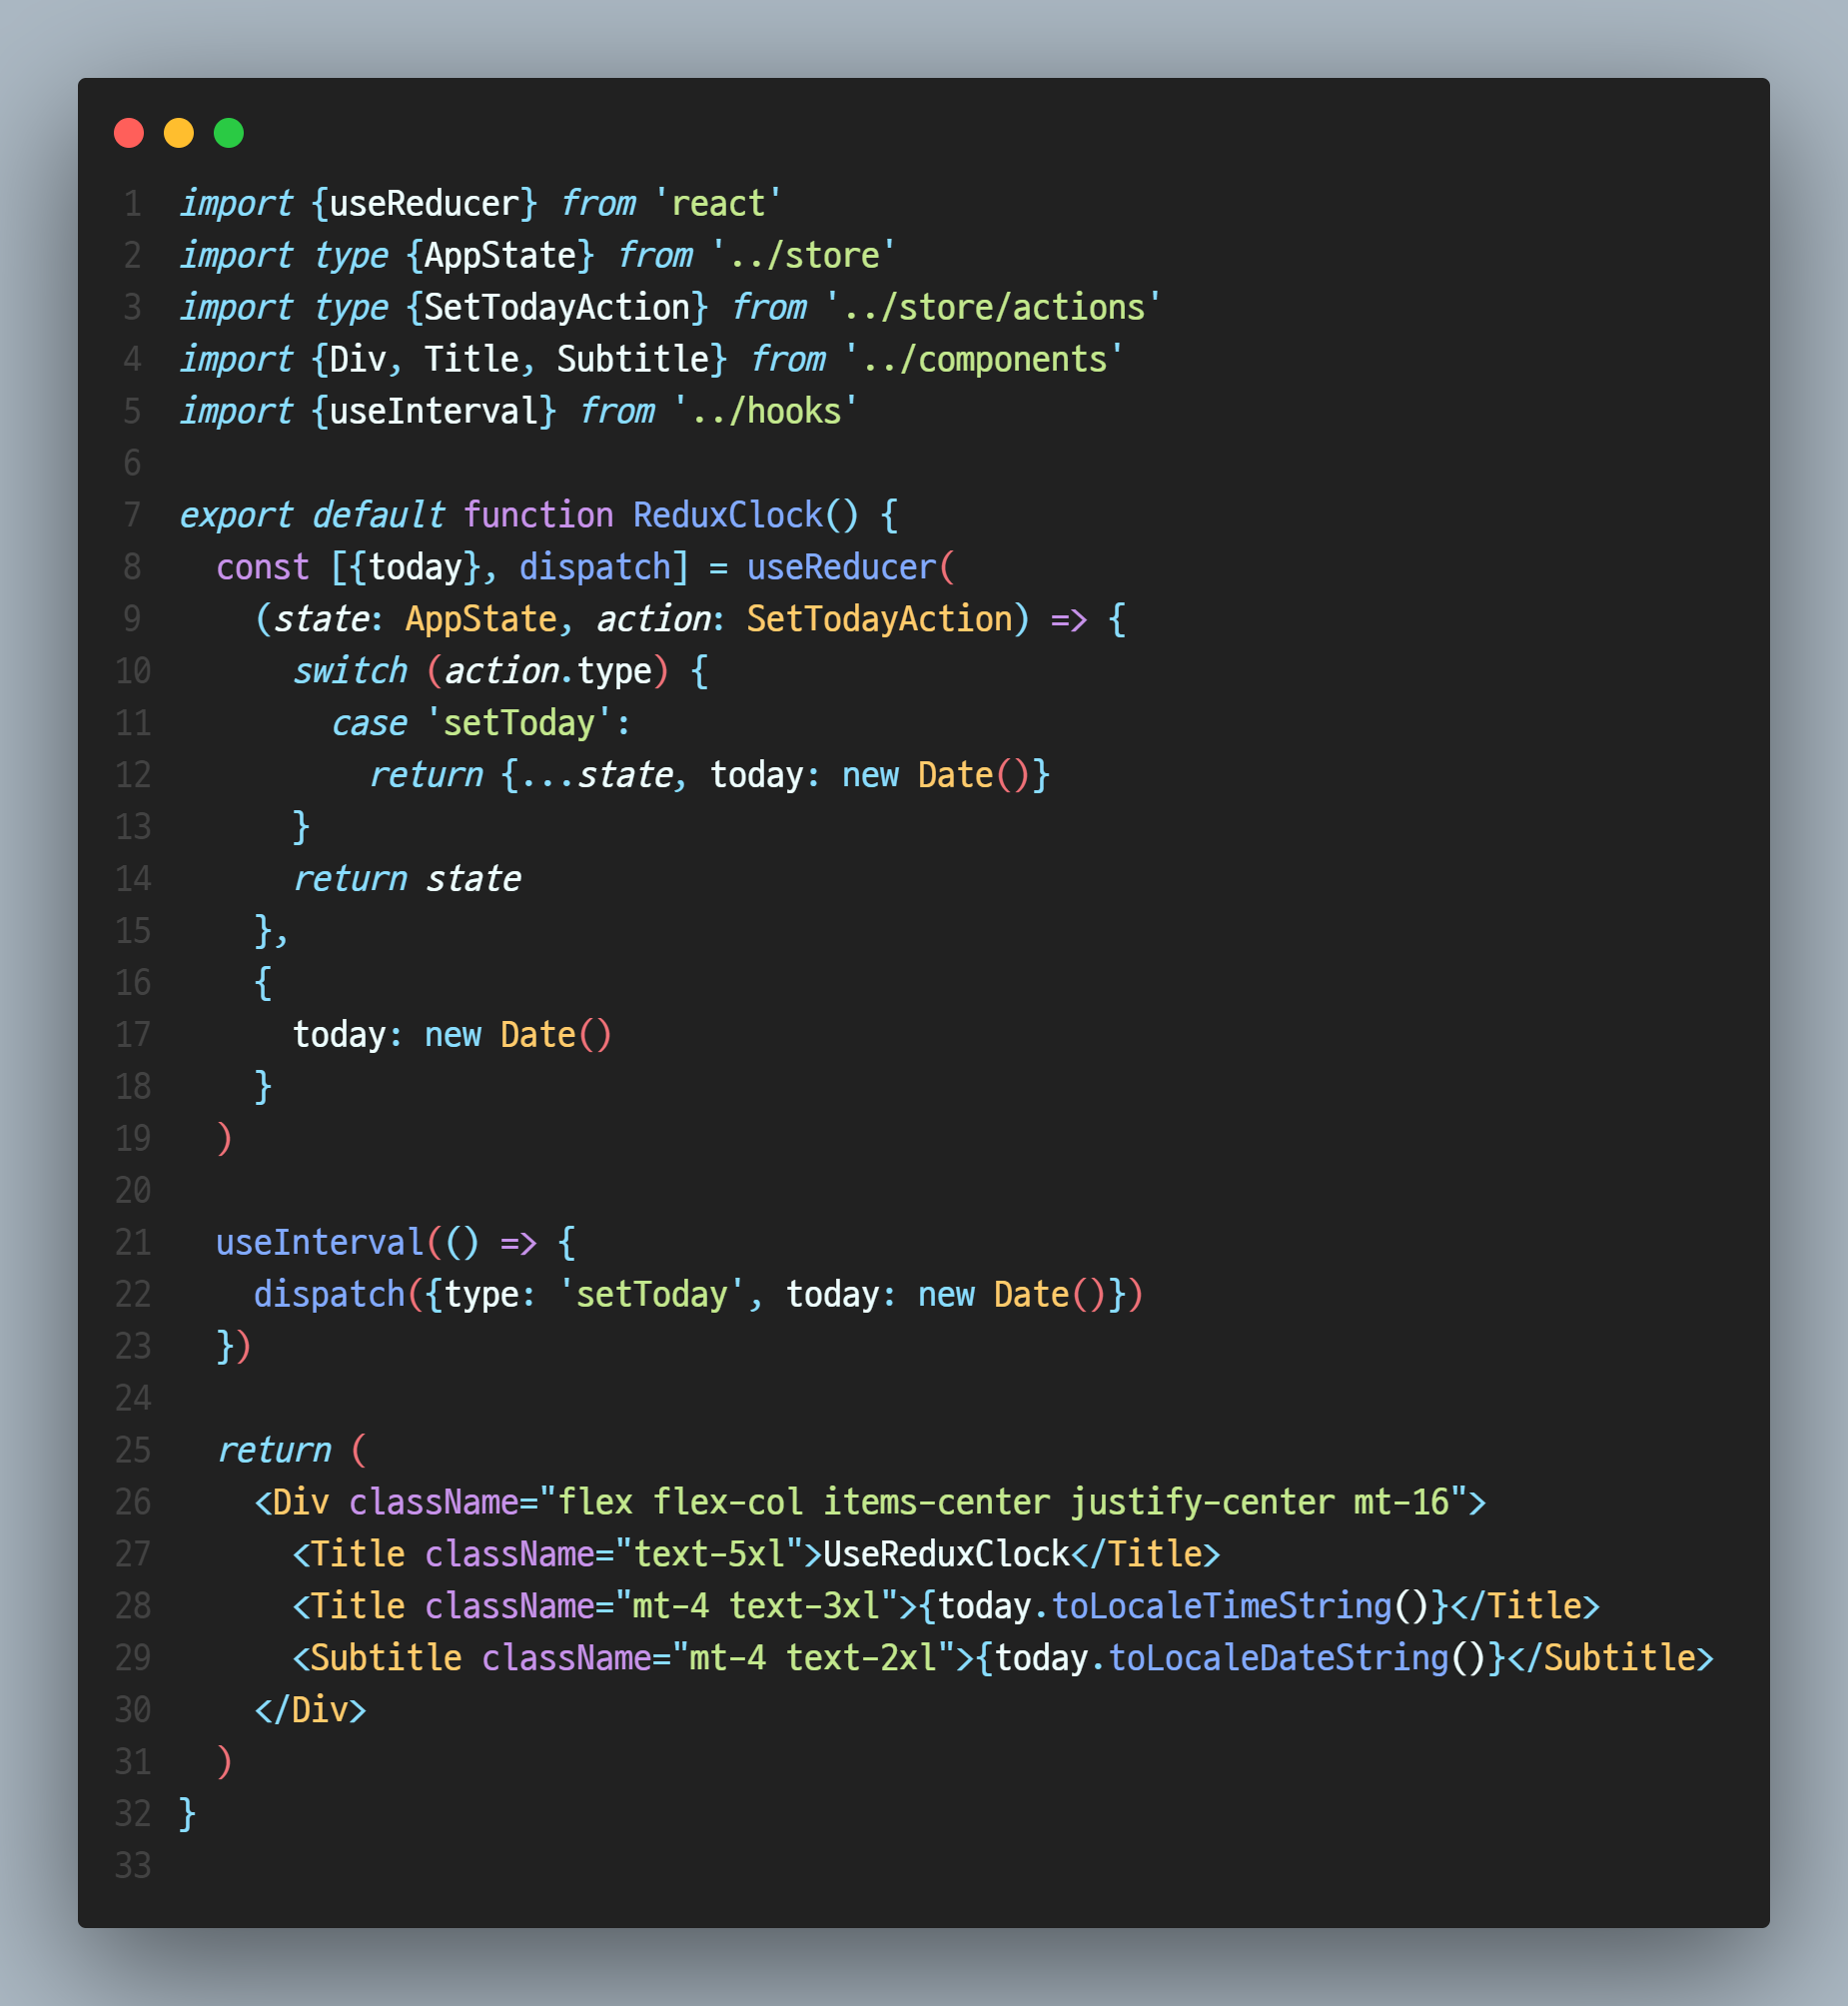 1 import {useReducer} from 'react'
2 import type {AppState} from '../store'
3 import type {SetTodayAction} from '../store/actions'
4 import {Div, Title, Subtitle} from '../components'
5 import {useInterval} from '../hooks'
6
7 export default function ReduxClock() {
8   const [{today}, dispatch] = useReducer(
9     (state: AppState, action: SetTodayAction) => {
10       switch (action.type) {
11         case 'setToday':
12           return {...state, today: new Date()}
13       }
14       return state
15     },
16     {
17       today: new Date()
18     }
19   )
20
21   useInterval(() => {
22     dispatch({type: 'setToday', today: new Date()})
23   })
24
25   return (
26     <Div className="flex flex-col items-center justify-center mt-16">
27       <Title className="text-5xl">UseReduxClock</Title>
28       <Title className="mt-4 text-3xl">{today.toLocaleTimeString()}</Title>
29       <Subtitle className="mt-4 text-2xl">{today.toLocaleDateString()}</Subtitle>
30     </Div>
31   )
32 }
33